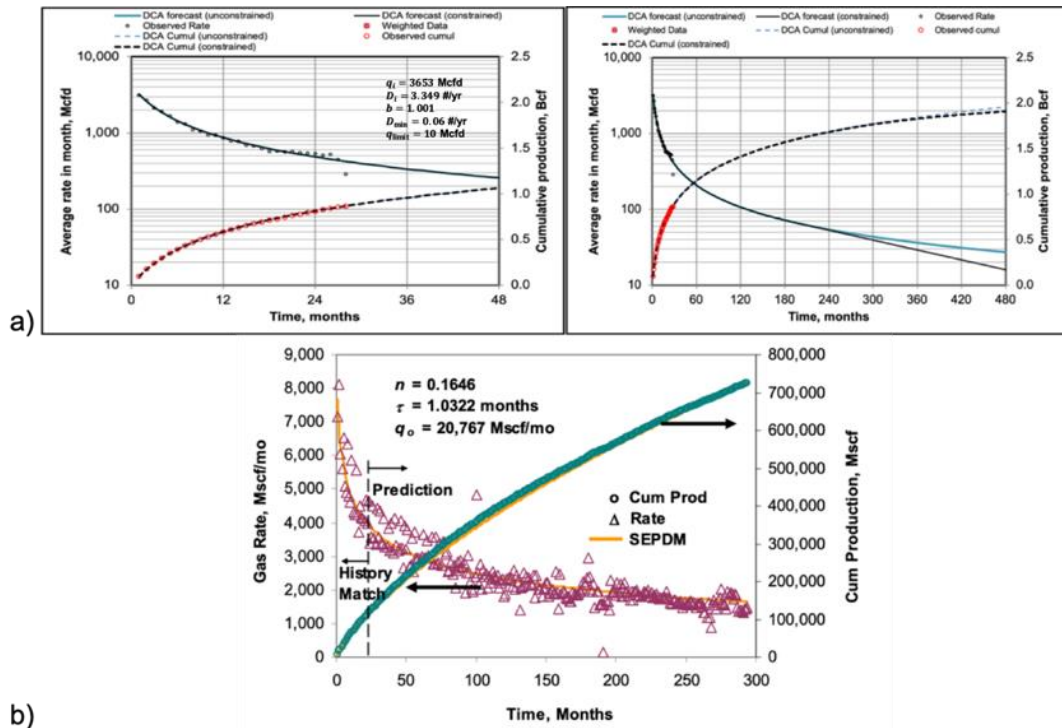 a)
DCA forecast (unconstrained) DCA forecast (constrained)
Observed Rate Weighted Data
DCA Cumul (unconstrained) Observed cumul
DCA Cumul (constrained)
10,000
1,000
100
10
Average rate in month, Mcfd
q_i = 3653 Mcfd
D_i = 3.349 #/yr
b = 1.001
D_min = 0.06 #/yr
q_limit = 10 Mcfd
2.5
2.0
1.5
1.0
0.5
0.0
Cumulative production, Bcf
0 12 24 36 48
Time, months
DCA forecast (unconstrained) DCA forecast (constrained) Observed Rate
Weighted Data DCA Cumul (unconstrained) Observed cumul
DCA Cumul (constrained)
10,000
1,000
100
10
Average rate in month, Mcfd
2.5
2.0
1.5
1.0
0.5
0.0
Cumulative production, Bcf
0 60 120 180 240 300 360 420 480
Time, months
b)
9,000
8,000
7,000
6,000
5,000
4,000
3,000
2,000
1,000
0
Gas Rate, Mscf/mo
n = 0.1646
τ = 1.0322 months
q_o = 20,767 Mscf/mo
Prediction
History
Match
Cum Prod
Rate
SEPDM
800,000
700,000
600,000
500,000
400,000
300,000
200,000
100,000
0
Cum Production, Mscf
0 50 100 150 200 250 300
Time, Months